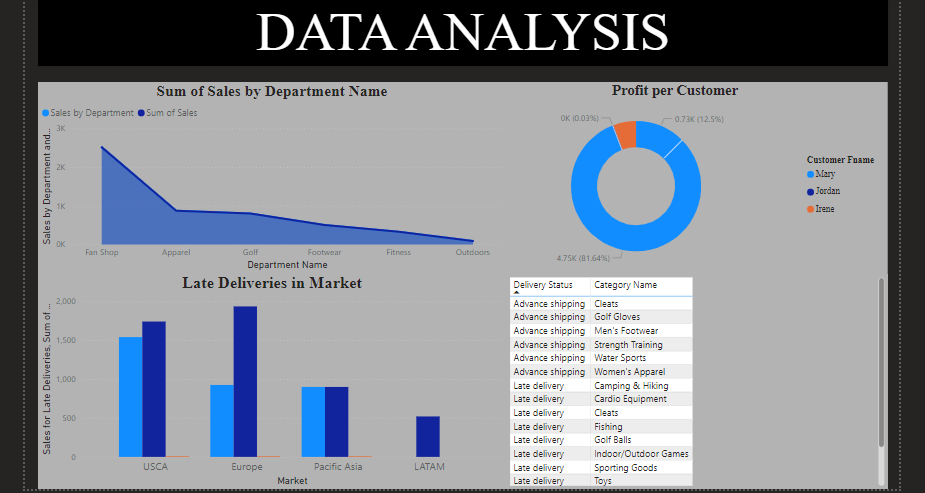 DATA ANALYSIS
Sum of Sales by Department Name
Sales by Department Sum of Sales
Sales by Department and...
3K
2K
1K
0K
Fan Shop Apparel Golf Footwear Fitness Outdoors
Department Name
Profit per Customer
0K (0.03%) 0.73K (12.5%)
4.75K (81.64%)
Customer Fname
Mary
Jordan
Irene
Late Deliveries in Market
Sales for Late Deliveries, Sum of ...
2,000
1,500
1,000
500
0
USCA Europe Pacific Asia LATAM
Market
Delivery Status Category Name
Advance shipping Cleats
Advance shipping Golf Gloves
Advance shipping Men's Footwear
Advance shipping Strength Training
Advance shipping Water Sports
Advance shipping Women's Apparel
Late delivery Camping & Hiking
Late delivery Cardio Equipment
Late delivery Cleats
Late delivery Fishing
Late delivery Golf Balls
Late delivery Indoor/Outdoor Games
Late delivery Sporting Goods
Late delivery Toys